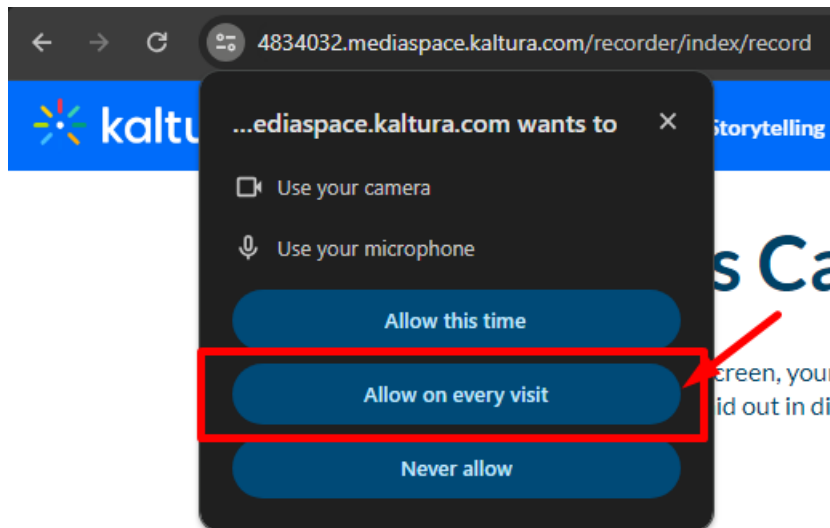 4834032.mediaspace.kaltura.com/recorder/index/record
kaltu
...ediaspace.kaltura.com wants to
Storytelling
Use your camera
Use your microphone
s Ca
Allow this time
creen, your
Allow on every visit
id out in di
Never allow